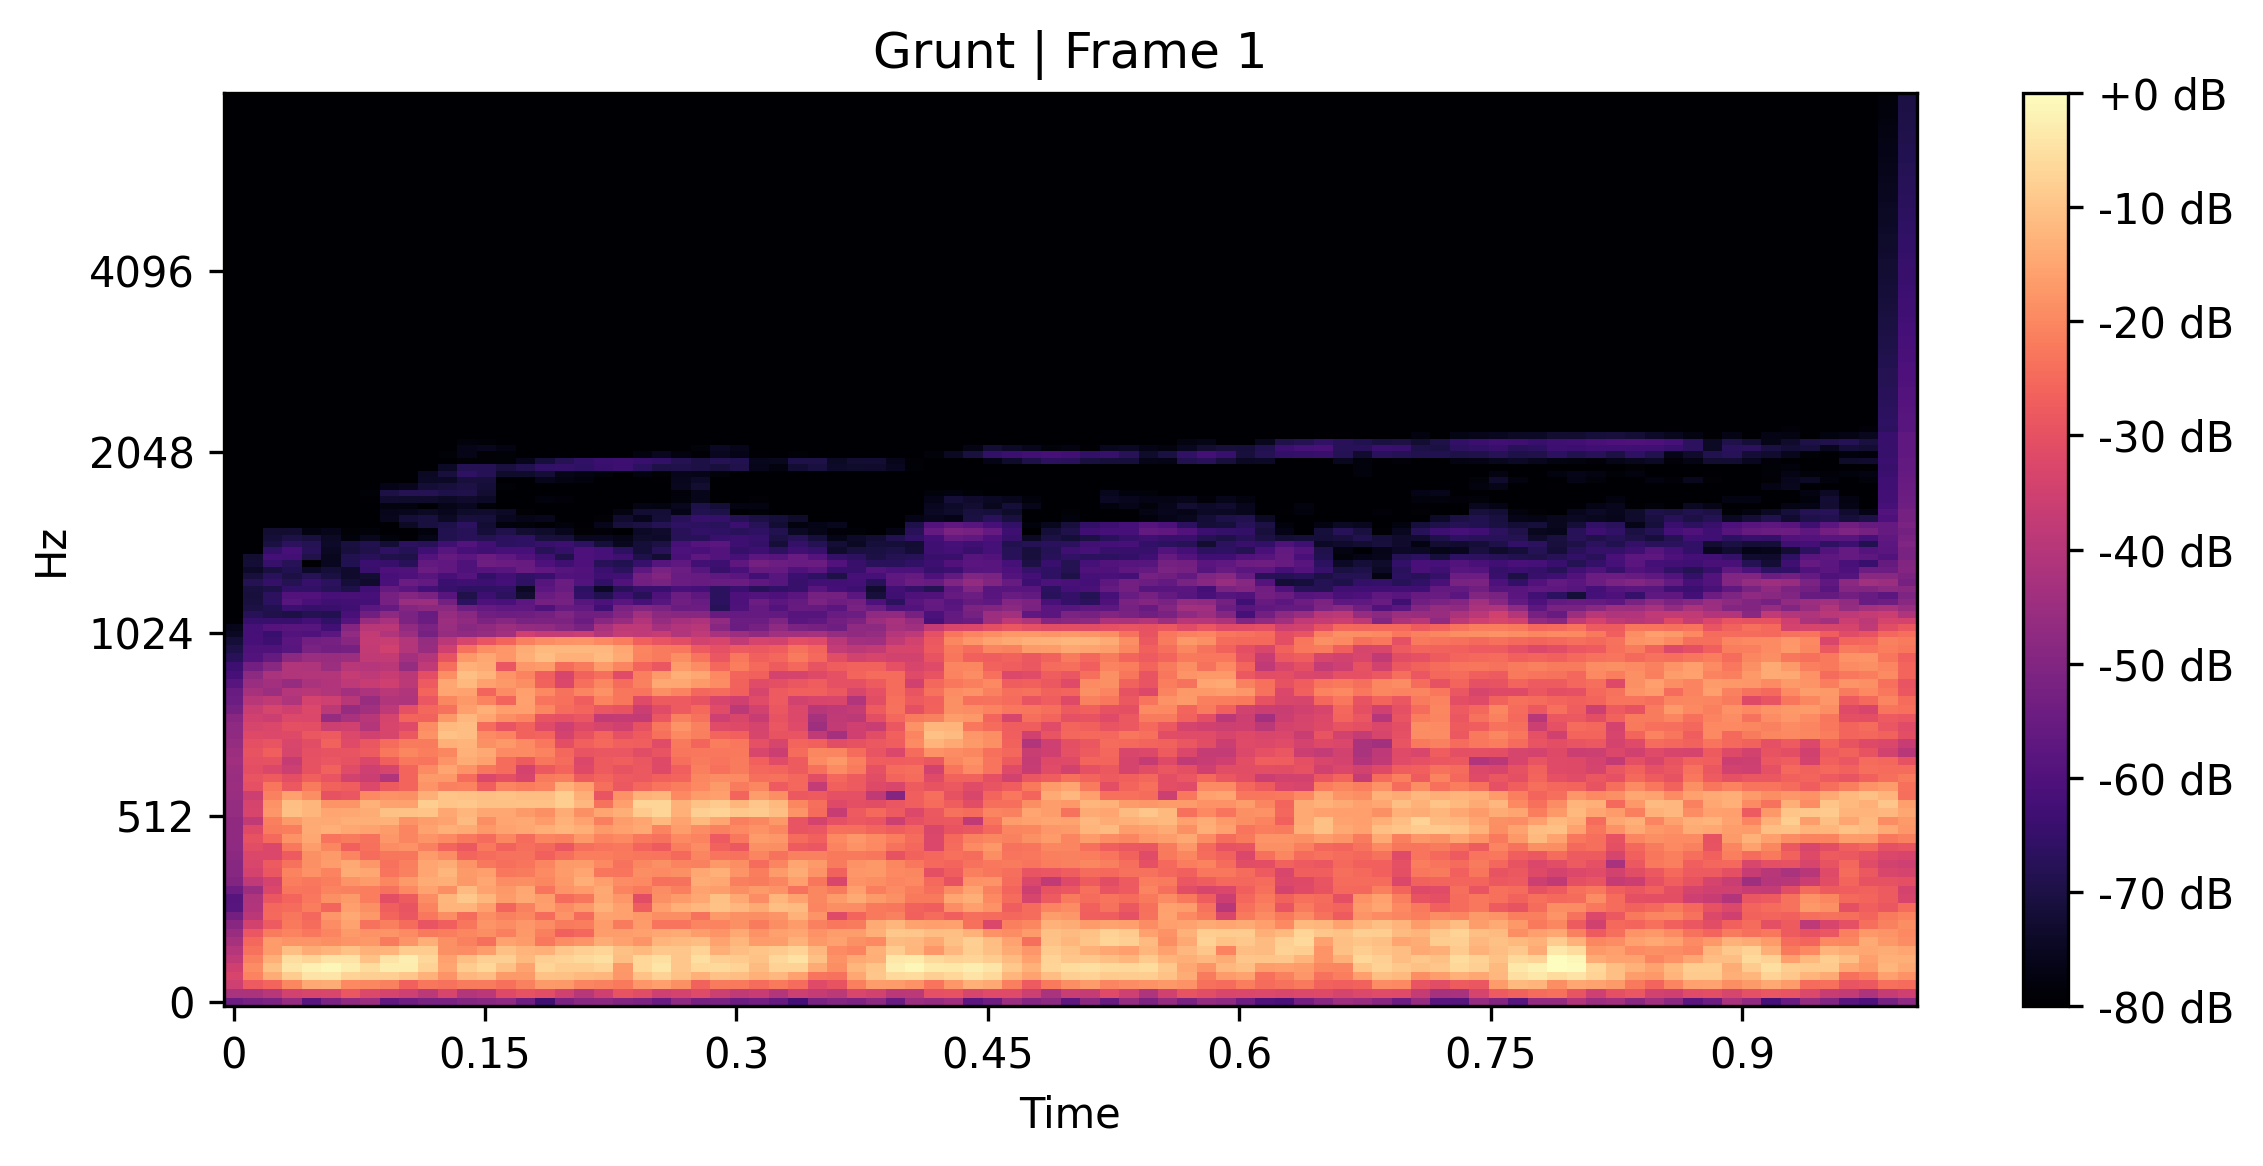 Grunt | Frame 1
Hz
4096
2048
1024
512
0
0 0.15 0.3 0.45 0.6 0.75 0.9
Time
+0 dB
-10 dB
-20 dB
-30 dB
-40 dB
-50 dB
-60 dB
-70 dB
-80 dB